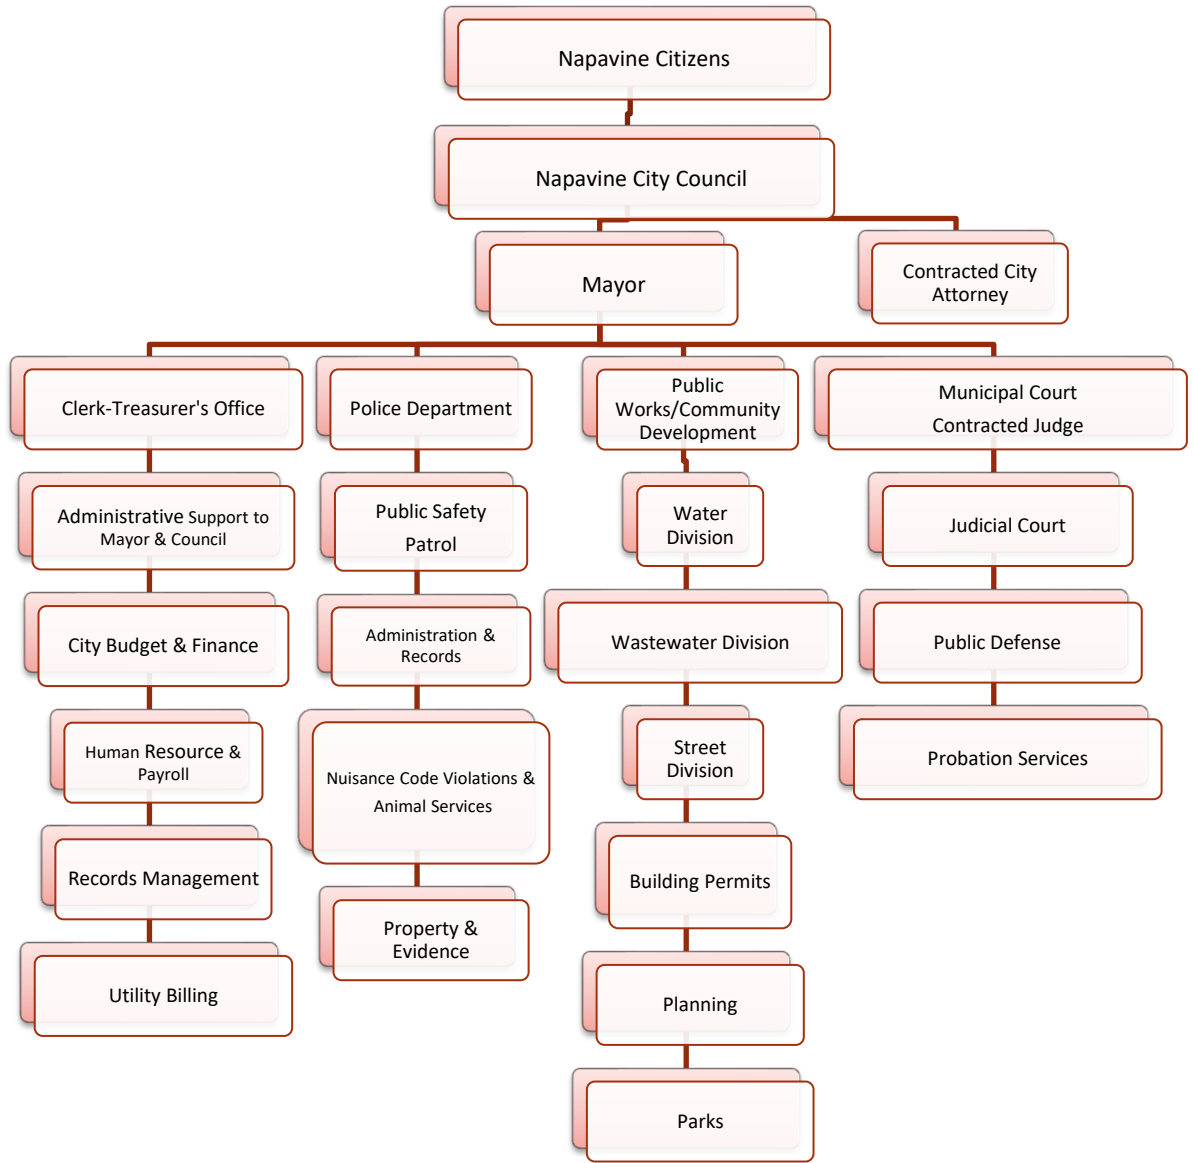 Napavine Citizens
Napavine City Council
Mayor
Contracted City
Attorney
Clerk-Treasurer's Office
Police Department
Public
Works/Community
Development
Municipal Court
Contracted Judge
Administrative Support to
Mayor & Council
Public Safety
Patrol
Water
Division
Judicial Court
City Budget & Finance
Administration &
Records
Wastewater Division
Public Defense
Human Resource &
Payroll
Nuisance Code Violations &
Animal Services
Street
Division
Probation Services
Records Management
Property &
Evidence
Building Permits
Utility Billing
Planning
Parks